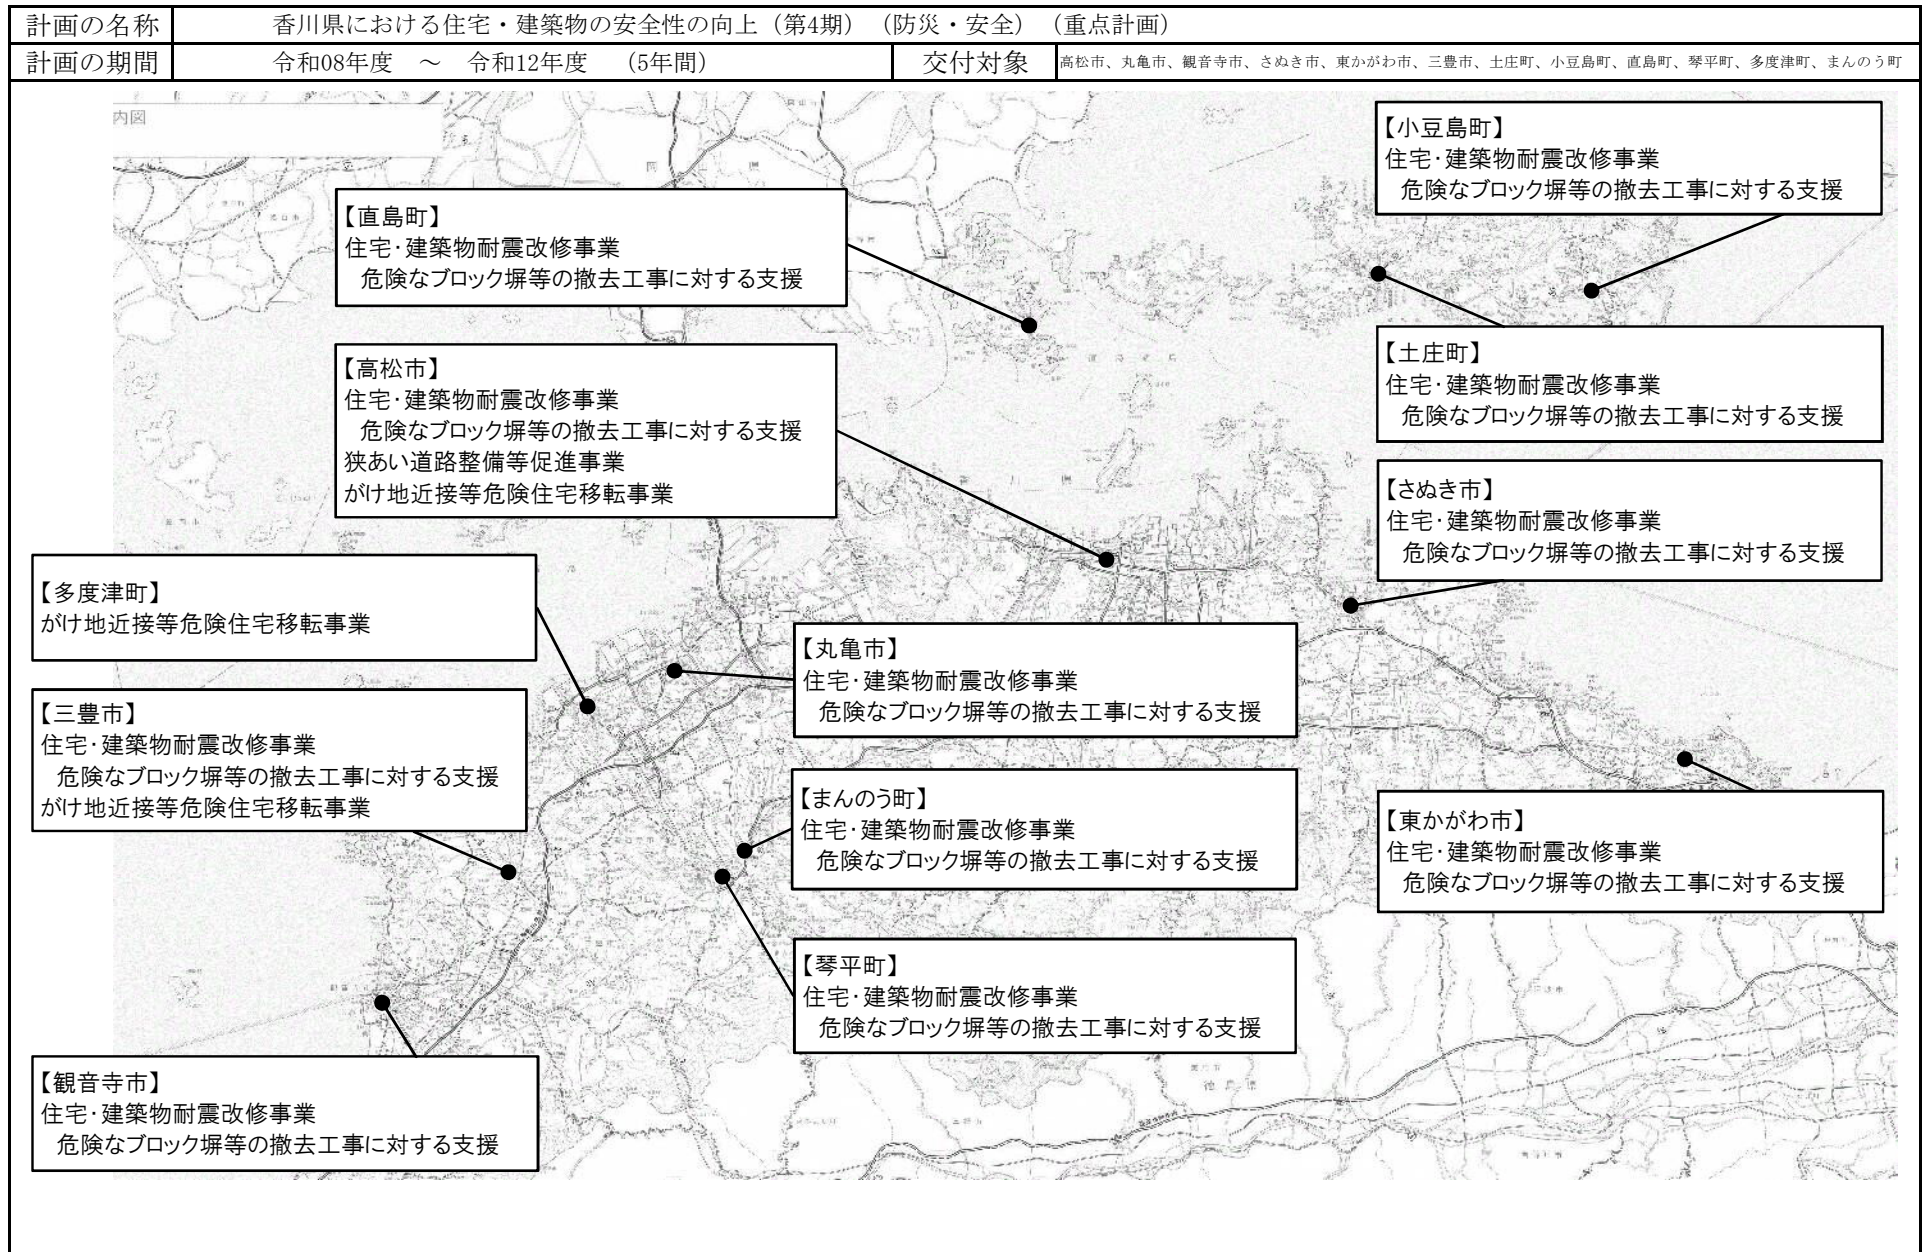 計画の名称 香川県における住宅・建築物の安全性の向上（第4期）（防災・安全）（重点計画）
計画の期間 令和08年度 ～ 令和12年度 （5年間） 交付対象 高松市、丸亀市、観音寺市、さぬき市、東かがわ市、三豊市、土庄町、小豆島町、直島町、琴平町、多度津町、まんのう町
内図
【小豆島町】
住宅･建築物耐震改修事業
危険なブロック塀等の撤去工事に対する支援
【直島町】
住宅･建築物耐震改修事業
危険なブロック塀等の撤去工事に対する支援
【土庄町】
住宅･建築物耐震改修事業
危険なブロック塀等の撤去工事に対する支援
【高松市】
住宅･建築物耐震改修事業
危険なブロック塀等の撤去工事に対する支援
狭あい道路整備等促進事業
がけ地近接等危険住宅移転事業
【さぬき市】
住宅･建築物耐震改修事業
危険なブロック塀等の撤去工事に対する支援
【多度津町】
がけ地近接等危険住宅移転事業
【丸亀市】
住宅･建築物耐震改修事業
危険なブロック塀等の撤去工事に対する支援
【三豊市】
住宅･建築物耐震改修事業
危険なブロック塀等の撤去工事に対する支援
がけ地近接等危険住宅移転事業
【まんのう町】
住宅･建築物耐震改修事業
危険なブロック塀等の撤去工事に対する支援
【東かがわ市】
住宅･建築物耐震改修事業
危険なブロック塀等の撤去工事に対する支援
【琴平町】
住宅･建築物耐震改修事業
危険なブロック塀等の撤去工事に対する支援
【観音寺市】
住宅･建築物耐震改修事業
危険なブロック塀等の撤去工事に対する支援